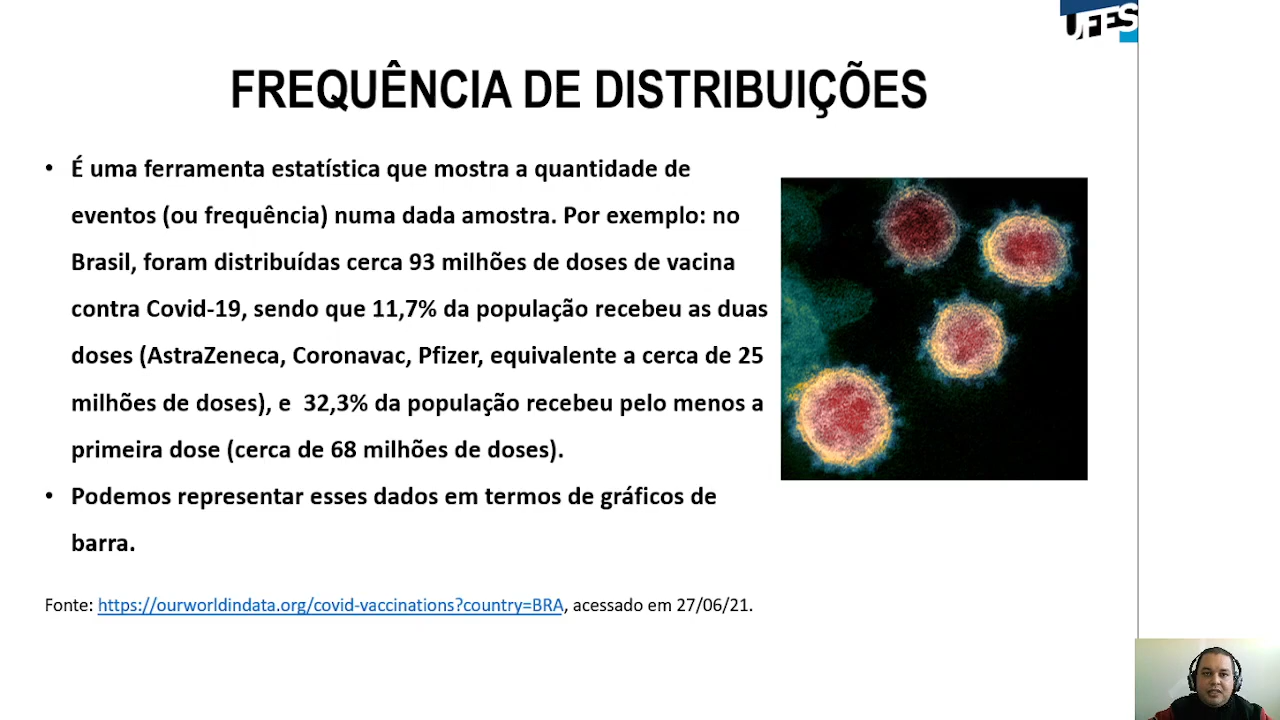 UFES
FREQUÊNCIA DE DISTRIBUIÇÕES
• É uma ferramenta estatística que mostra a quantidade de
eventos (ou frequência) numa dada amostra. Por exemplo: no
Brasil, foram distribuídas cerca 93 milhões de doses de vacina
contra Covid-19, sendo que 11,7% da população recebeu as duas
doses (AstraZeneca, Coronavac, Pfizer, equivalente a cerca de 25
milhões de doses), e 32,3% da população recebeu pelo menos a
primeira dose (cerca de 68 milhões de doses).
• Podemos representar esses dados em termos de gráficos de
barra.
Fonte: https://ourworldindata.org/covid-vaccinations?country=BRA, acessado em 27/06/21.